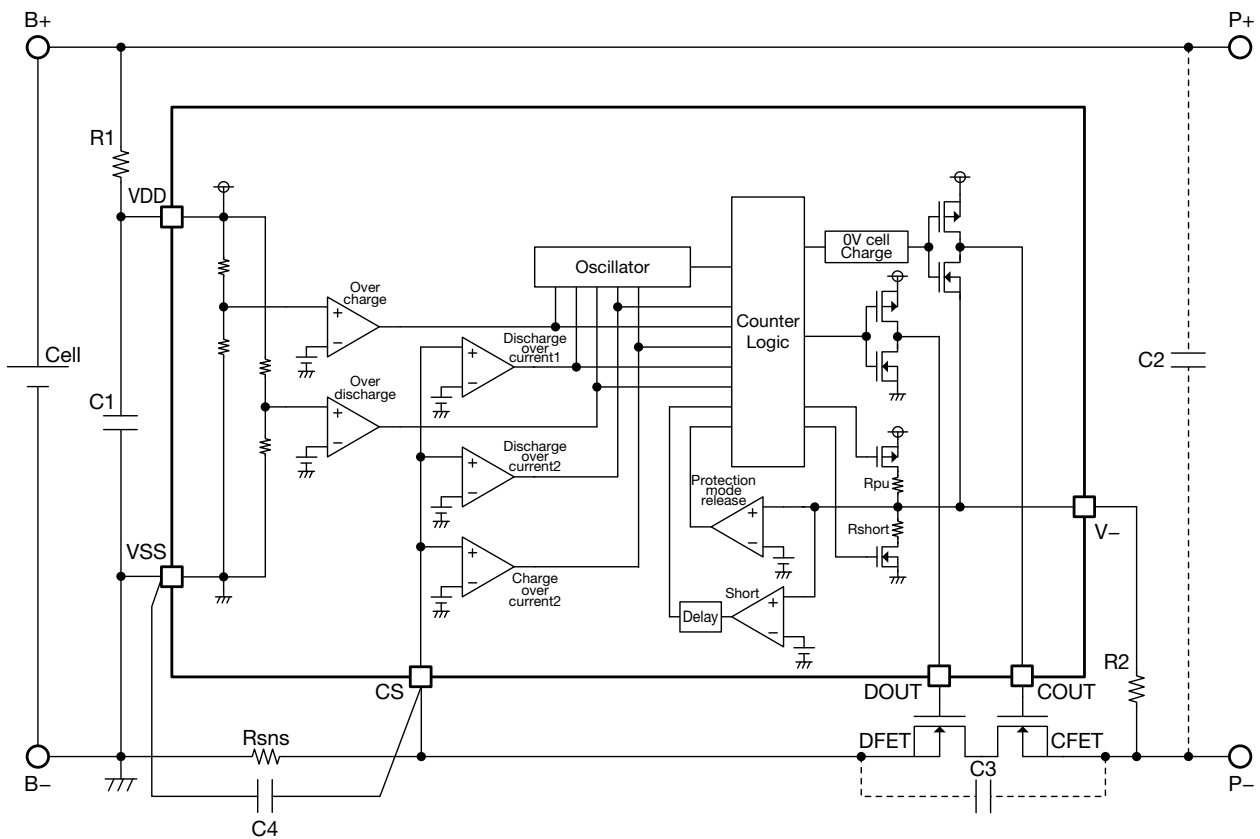 B+
P+
R1
VDD
0V cell
Charge
Oscillator
Over
charge
Counter
Logic
Discharge
over
current1
Cell
C2
C1
Over
discharge
Discharge
over
current2
Rpu
Protection
mode
release
Rshort
V−
VSS
Charge
over
current2
Short
Delay
R2
CS
DOUT
COUT
Rsns
DFET
CFET
C3
B−
P−
C4
+
−
+
−
+
−
+
−
+
−
+
−
+
−